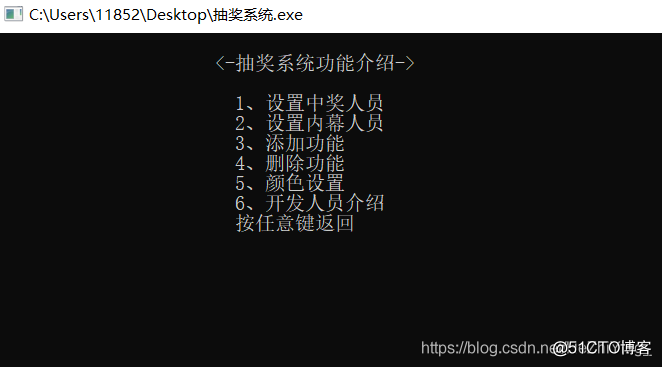 C:\Users\11852\Desktop\抽奖系统.exe
<-抽奖系统功能介绍->
1、设置中奖人员
2、设置内幕人员
3、添加功能
4、删除功能
5、颜色设置
6、开发人员介绍
按任意键返回
https://blog.csdn.net/
@51CTO博客